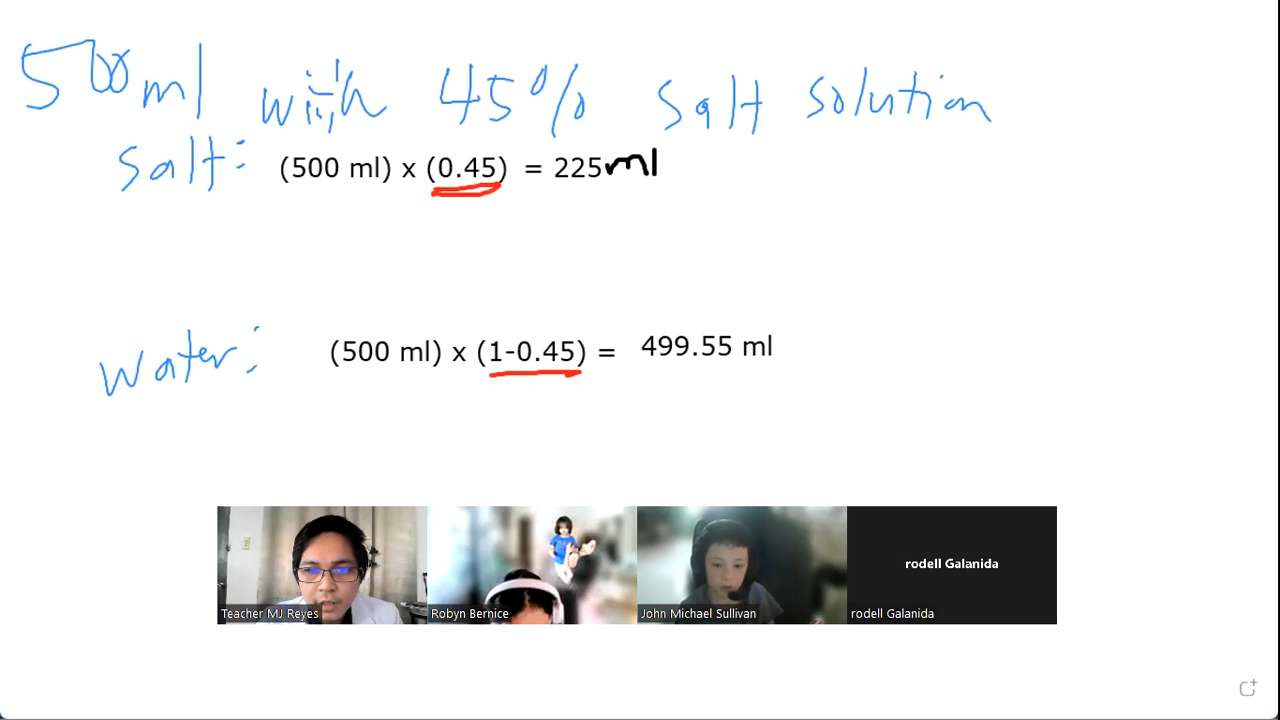 500ml with 45% salt solution
salt: (500 ml) x (0.45) = 225ml
water: (500 ml) x (1-0.45) = 499.55 ml
Teacher MJ Reyes
Robyn Bernice
John Michael Sullivan
rodell Galanida
rodell Galanida